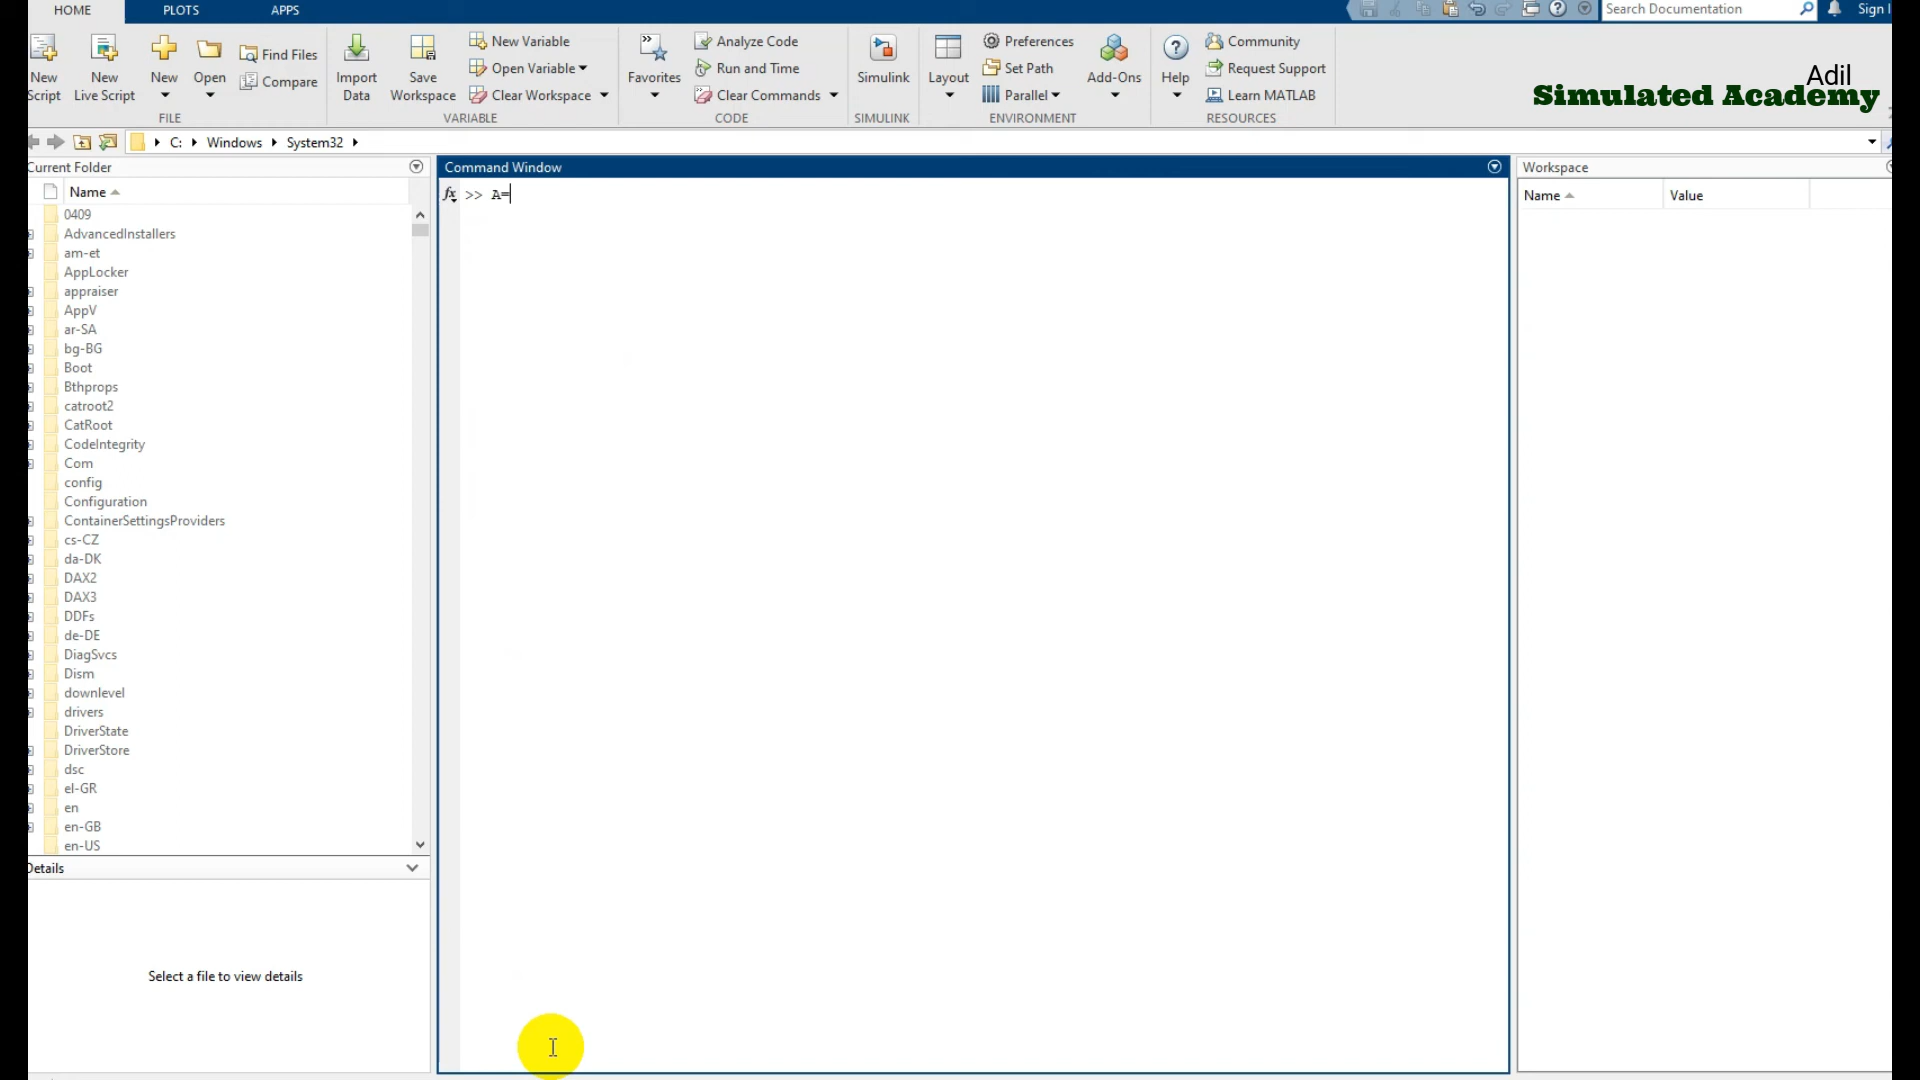 HOME PLOTS APPS Search Documentation Sign I
New Script
New Live Script
New
Open
Find Files
Compare
FILE
Import Data
Save Workspace
New Variable
Open Variable
Clear Workspace
VARIABLE
Favorites
Analyze Code
Run and Time
Clear Commands
CODE
Simulink
SIMULINK
Layout
Preferences
Set Path
Parallel
Add-Ons
ENVIRONMENT
Help
Community
Request Support
Learn MATLAB
RESOURCES
Adil
Simulated Academy
C: Windows System32
Current Folder
Name
0409
AdvancedInstallers
am-et
AppLocker
appraiser
AppV
ar-SA
bg-BG
Boot
Bthprops
catroot2
CatRoot
CodeIntegrity
Com
config
Configuration
ContainerSettingsProviders
cs-CZ
da-DK
DAX2
DAX3
DDFs
de-DE
DiagSvcs
Dism
downlevel
drivers
DriverState
DriverStore
dsc
el-GR
en
en-GB
en-US
Details
Select a file to view details
Command Window
fx >> A=
Workspace
Name Value